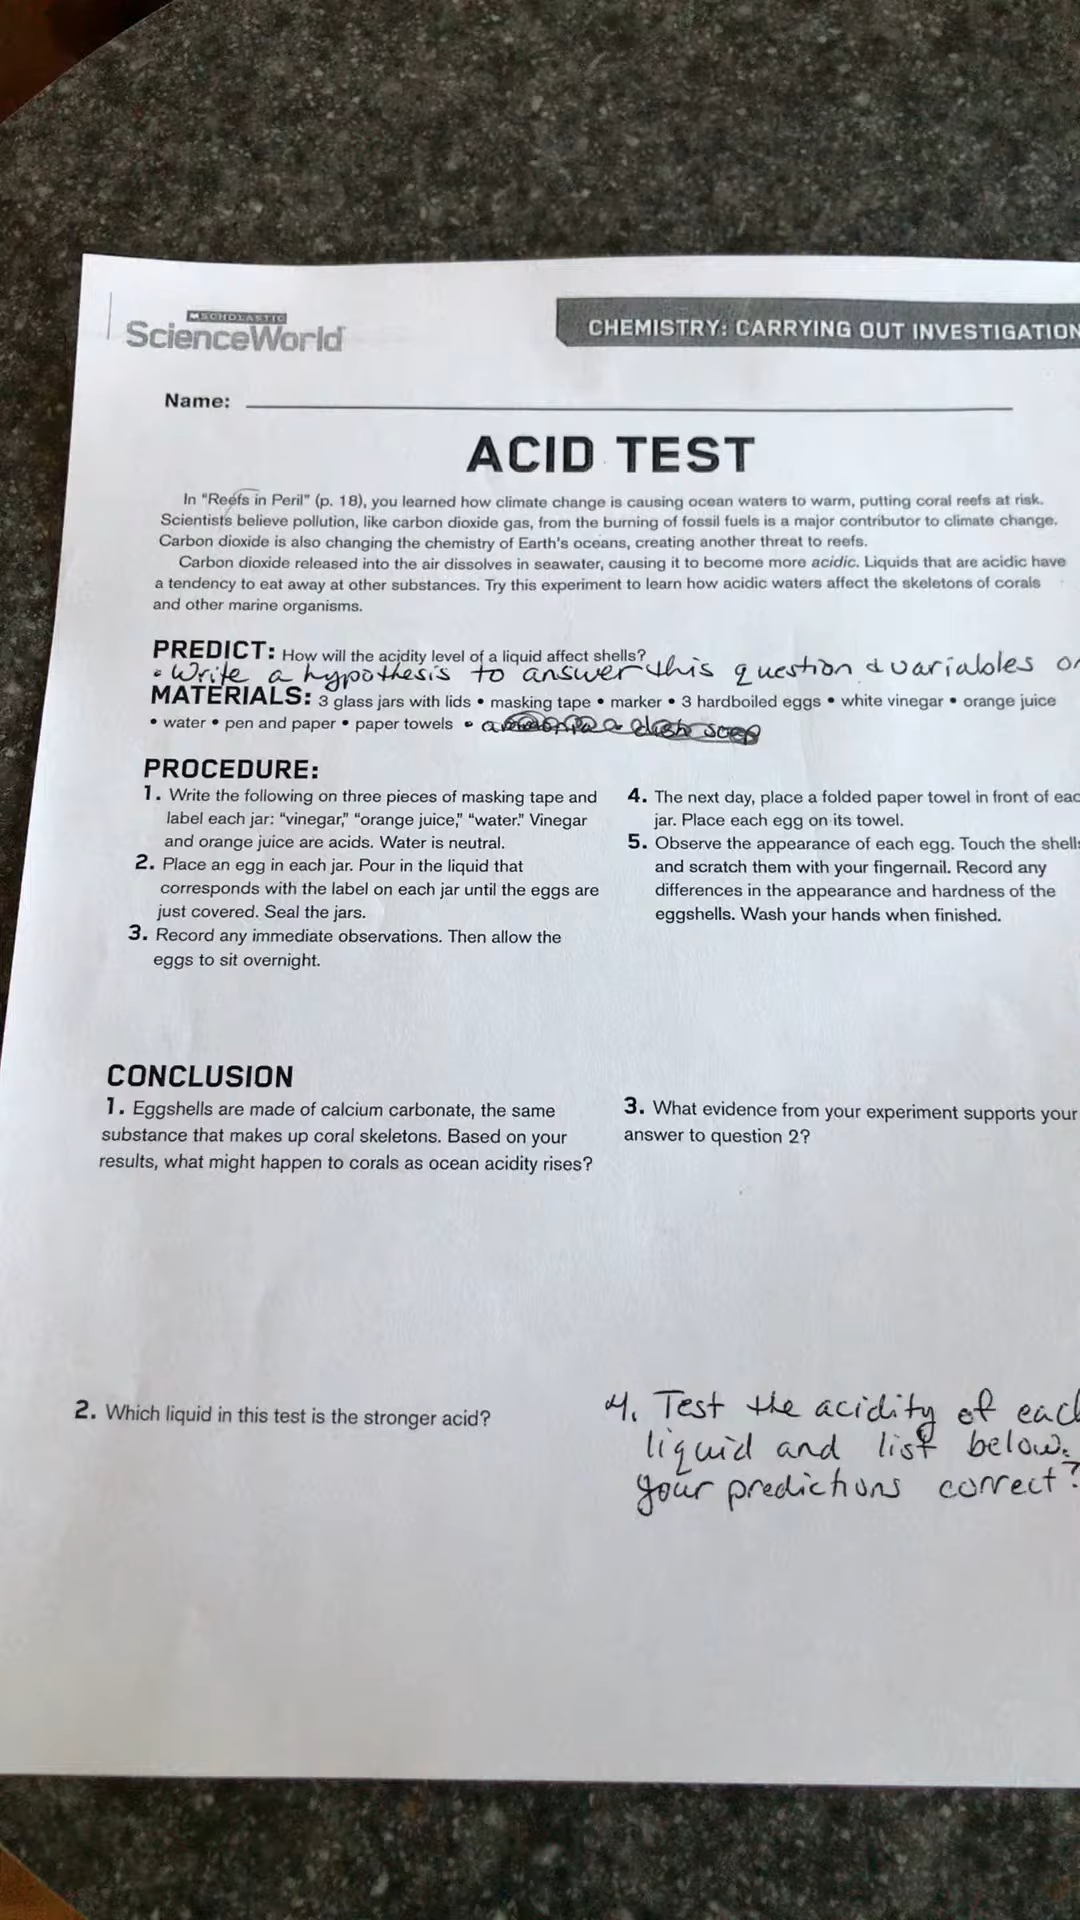 SCHOLASTIC
ScienceWorld
CHEMISTRY: CARRYING OUT INVESTIGATION
Name:
ACID TEST
In "Reefs in Peril" (p. 18), you learned how climate change is causing ocean waters to warm, putting coral reefs at risk.
Scientists believe pollution, like carbon dioxide gas, from the burning of fossil fuels is a major contributor to climate change.
Carbon dioxide is also changing the chemistry of Earth's oceans, creating another threat to reefs.
Carbon dioxide released into the air dissolves in seawater, causing it to become more acidic. Liquids that are acidic have
a tendency to eat away at other substances. Try this experiment to learn how acidic waters affect the skeletons of corals
and other marine organisms.
PREDICT: How will the acidity level of a liquid affect shells?
• Write a hypothesis to answer this question & variables
MATERIALS: 3 glass jars with lids • masking tape • marker • 3 hardboiled eggs • white vinegar • orange juice
• water • pen and paper • paper towels •
PROCEDURE:
1. Write the following on three pieces of masking tape and
label each jar: "vinegar," "orange juice," "water." Vinegar
and orange juice are acids. Water is neutral.
2. Place an egg in each jar. Pour in the liquid that
corresponds with the label on each jar until the eggs are
just covered. Seal the jars.
3. Record any immediate observations. Then allow the
eggs to sit overnight.
4. The next day, place a folded paper towel in front of eac
jar. Place each egg on its towel.
5. Observe the appearance of each egg. Touch the shells
and scratch them with your fingernail. Record any
differences in the appearance and hardness of the
eggshells. Wash your hands when finished.
CONCLUSION
1. Eggshells are made of calcium carbonate, the same
substance that makes up coral skeletons. Based on your
results, what might happen to corals as ocean acidity rises?
2. Which liquid in this test is the stronger acid?
3. What evidence from your experiment supports your
answer to question 2?
4. Test the acidity of each
liquid and list below.
your predictions correct?